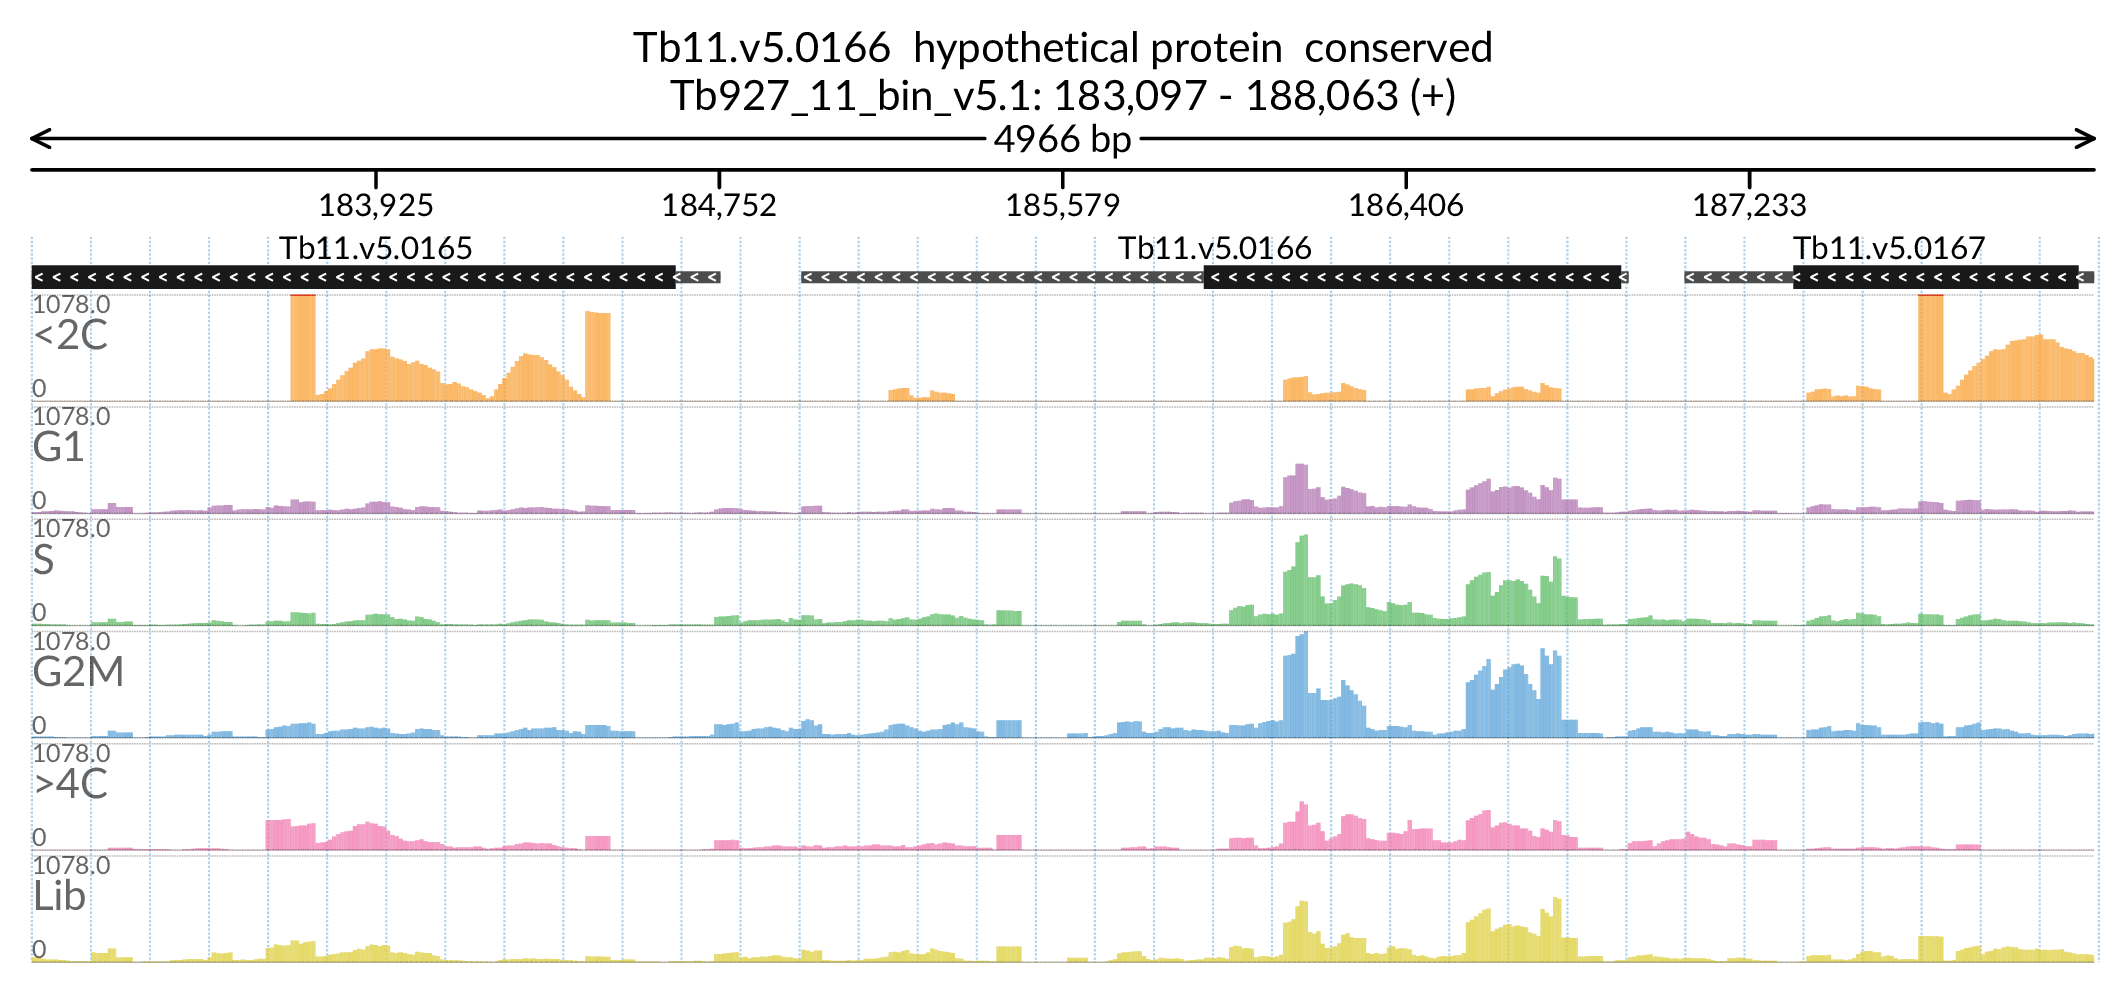 Tb11.v5.0166  hypothetical protein  conserved
Tb927_11_bin_v5.1: 183,097 - 188,063 (+)
4966 bp
183,925 184,752 185,579 186,406 187,233
Tb11.v5.0165 Tb11.v5.0166 Tb11.v5.0167
1078.0
<2C
0
1078.0
G1
0
1078.0
S
0
1078.0
G2M
0
1078.0
>4C
0
1078.0
Lib
0